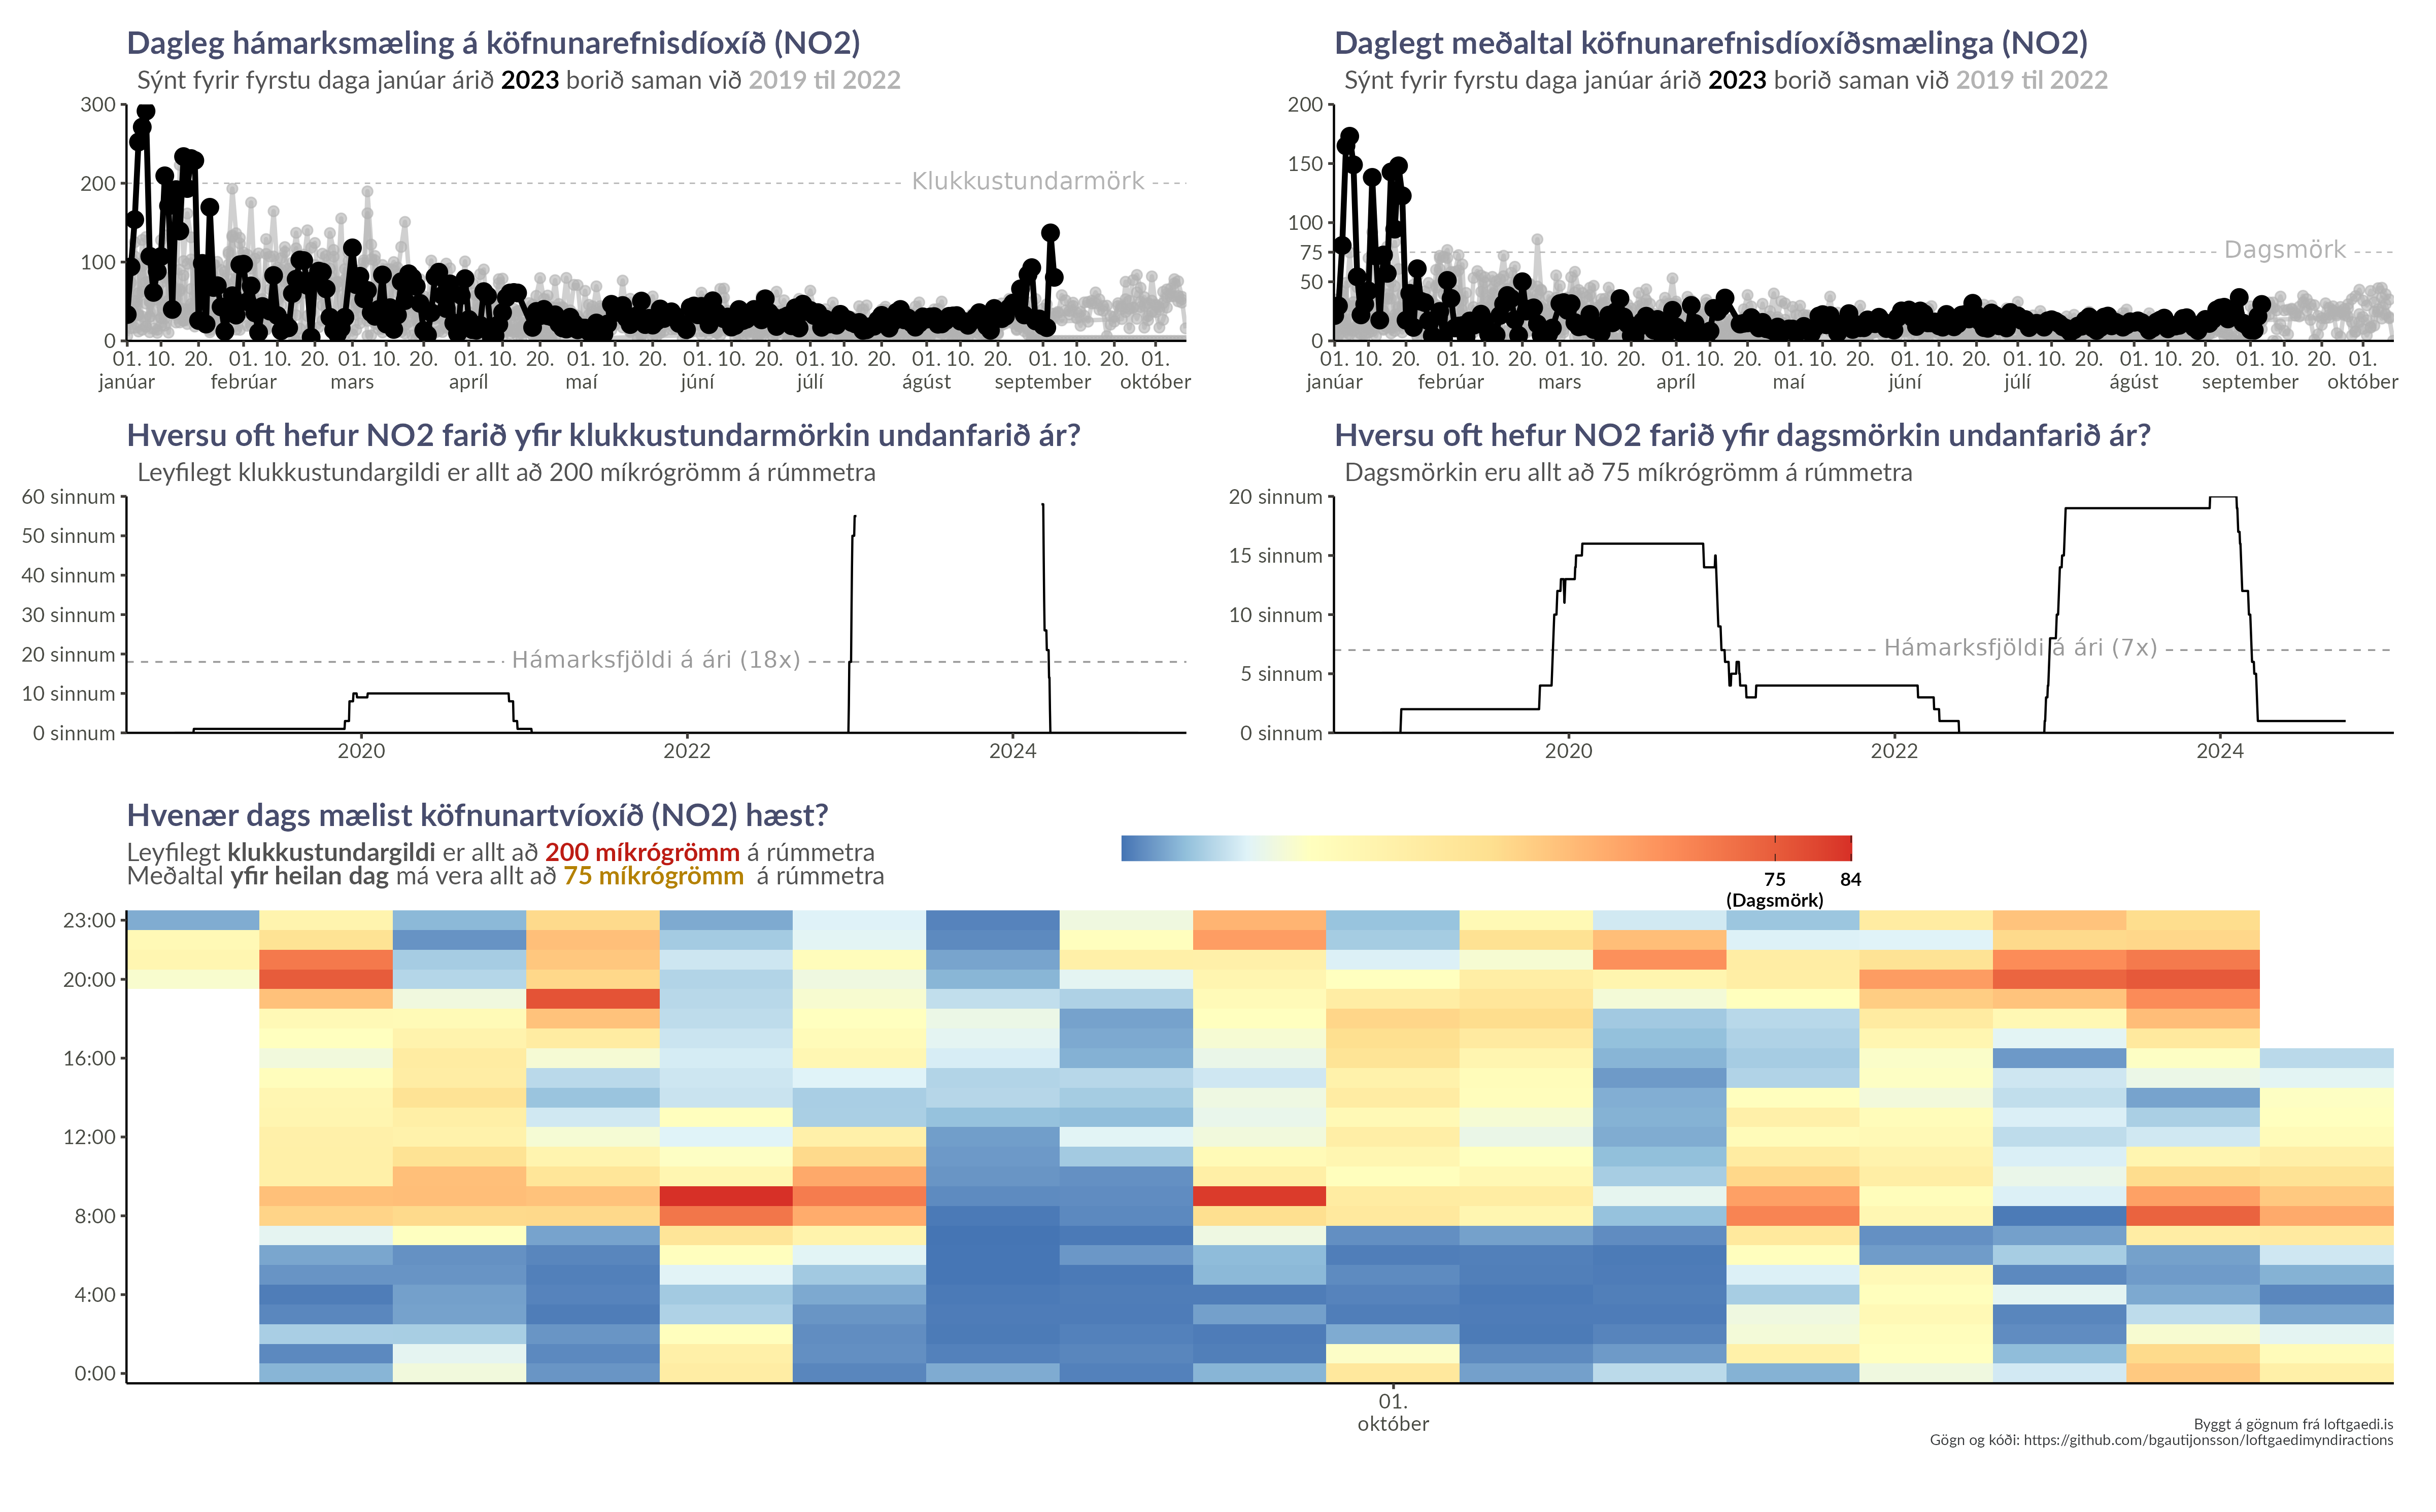 Dagleg hámarksmæling á köfnunarefnisdíoxíð (NO2)
Sýnt fyrir fyrstu daga janúar árið 2023 borið saman við 2019 til 2022
300
200
100
0
Klukkustundarmörk
01. 10. 20. 01. 10. 20. 01. 10. 20. 01. 10. 20. 01. 10. 20. 01. 10. 20. 01. 10. 20. 01. 10. 20. 01. 10. 20. 01.
janúar febrúar mars apríl maí júní júlí ágúst september október
Daglegt meðaltal köfnunarefnisdíoxíðsmælinga (NO2)
Sýnt fyrir fyrstu daga janúar árið 2023 borið saman við 2019 til 2022
200
150
100
75
50
0
Dagsmörk
01. 10. 20. 01. 10. 20. 01. 10. 20. 01. 10. 20. 01. 10. 20. 01. 10. 20. 01. 10. 20. 01. 10. 20. 01. 10. 20. 01.
janúar febrúar mars apríl maí júní júlí ágúst september október
Hversu oft hefur NO2 farið yfir klukkustundarmörkin undanfarið ár?
Leyfilegt klukkustundargildi er allt að 200 míkrógrömm á rúmmetra
60 sinnum
50 sinnum
40 sinnum
30 sinnum
20 sinnum
10 sinnum
0 sinnum
Hámarksfjöldi á ári (18x)
2020 2022 2024
Hversu oft hefur NO2 farið yfir dagsmörkin undanfarið ár?
Dagsmörkin eru allt að 75 míkrógrömm á rúmmetra
20 sinnum
15 sinnum
10 sinnum
5 sinnum
0 sinnum
Hámarksfjöldi á ári (7x)
2020 2022 2024
Hvenær dags mælist köfnunartvíoxíð (NO2) hæst?
Leyfilegt klukkustundargildi er allt að 200 míkrógrömm á rúmmetra
Meðaltal yfir heilan dag má vera allt að 75 míkrógrömm á rúmmetra
75 84
(Dagsmörk)
23:00
20:00
16:00
12:00
8:00
4:00
0:00
01.
október
Byggt á gögnum frá loftgaedi.is
Gögn og kóði: https://github.com/bgautijonsson/loftgaedimyndiractions